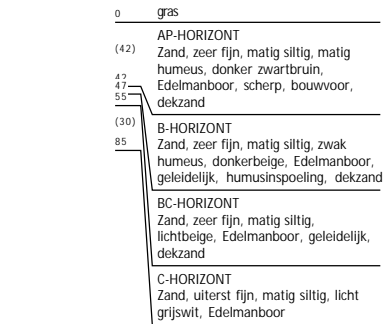 0 gras
AP-HORIZONT
(42) Zand, zeer fijn, matig siltig, matig
humeus, donker zwartbruin,
42
47 Edelmanboor, scherp, bouwvoor,
55 dekzand
(30) B-HORIZONT
85 Zand, zeer fijn, matig siltig, zwak
humeus, donkerbeige, Edelmanboor,
geleidelijk, humusinspoeling, dekzand
BC-HORIZONT
Zand, zeer fijn, matig siltig,
lichtbeige, Edelmanboor, geleidelijk,
dekzand
C-HORIZONT
Zand, uiterst fijn, matig siltig, licht
grijswit, Edelmanboor